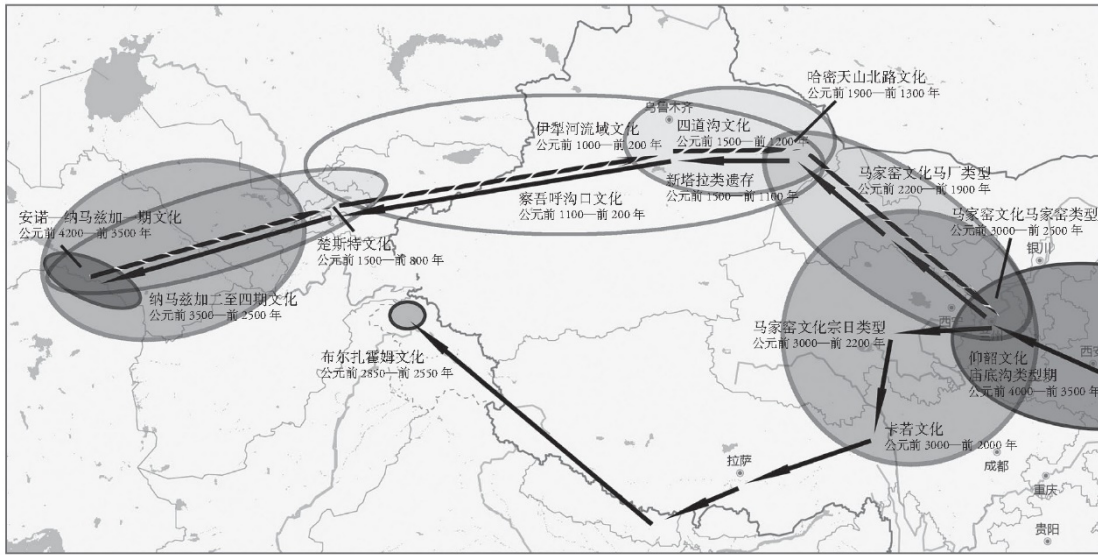 哈密天山北路文化
公元前 1900—前 1300 年
乌鲁木齐
伊犁河流域文化
公元前 1000—前 200 年
四道沟文化
公元前 1500—前 1200 年
新塔拉类遗存
公元前 1500—前 1100 年
察吾呼沟口文化
公元前 1100—前 200 年
马家窑文化马厂类型
公元前 2200—前 1900 年
马家窑文化马家窑类型
公元前 3000—前 2500 年
银川
安诺—纳马兹加一期文化
公元前 4200—前 3500 年
楚斯特文化
公元前 1500—前 800 年
纳马兹加二至四期文化
公元前 3500—前 2500 年
布尔扎霍姆文化
公元前 2850—前 2550 年
马家窑文化宗日类型
公元前 3000—前 2200 年
西
西安
仰韶文化
庙底沟类型期
公元前 4000—前 3500 年
卡若文化
公元前 3000—前 2000 年
拉萨
成都
重庆
贵阳